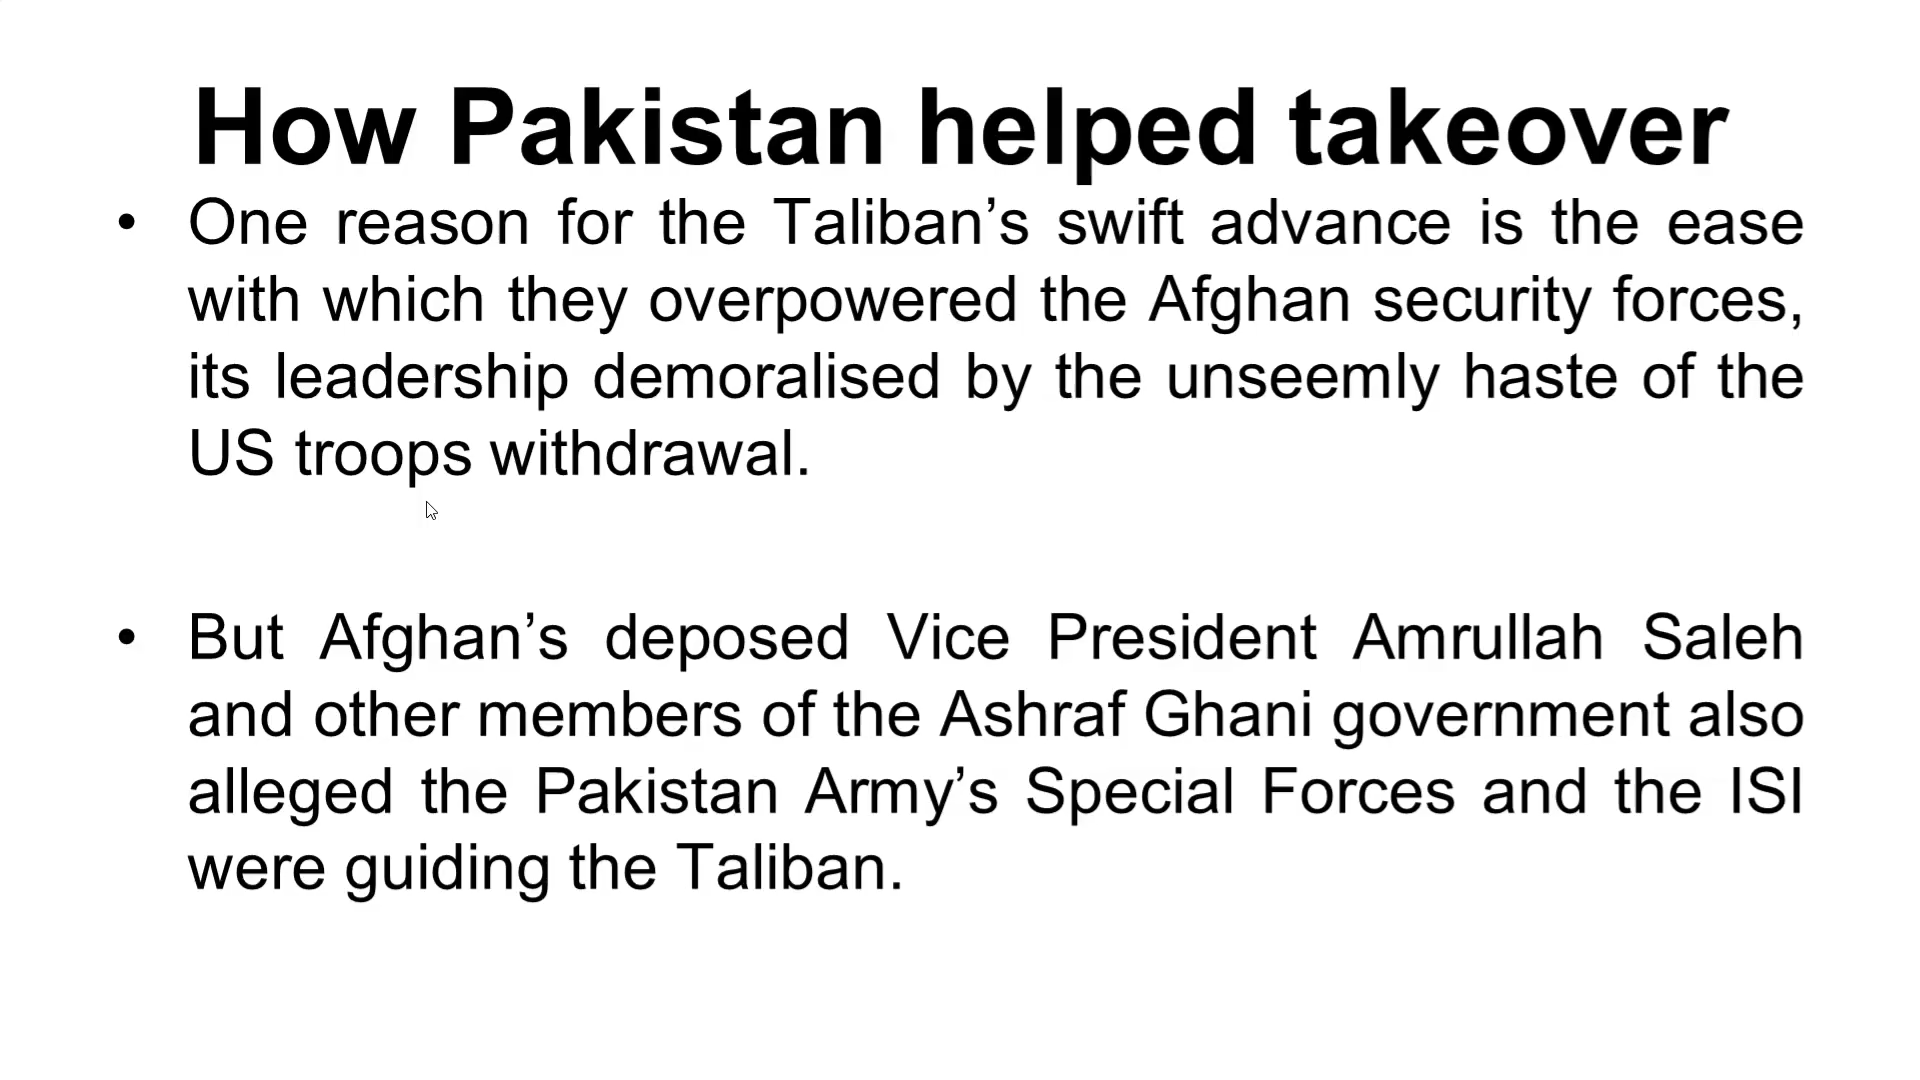 How Pakistan helped takeover
• One reason for the Taliban’s swift advance is the ease
with which they overpowered the Afghan security forces,
its leadership demoralised by the unseemly haste of the
US troops withdrawal.
• But Afghan’s deposed Vice President Amrullah Saleh
and other members of the Ashraf Ghani government also
alleged the Pakistan Army’s Special Forces and the ISI
were guiding the Taliban.